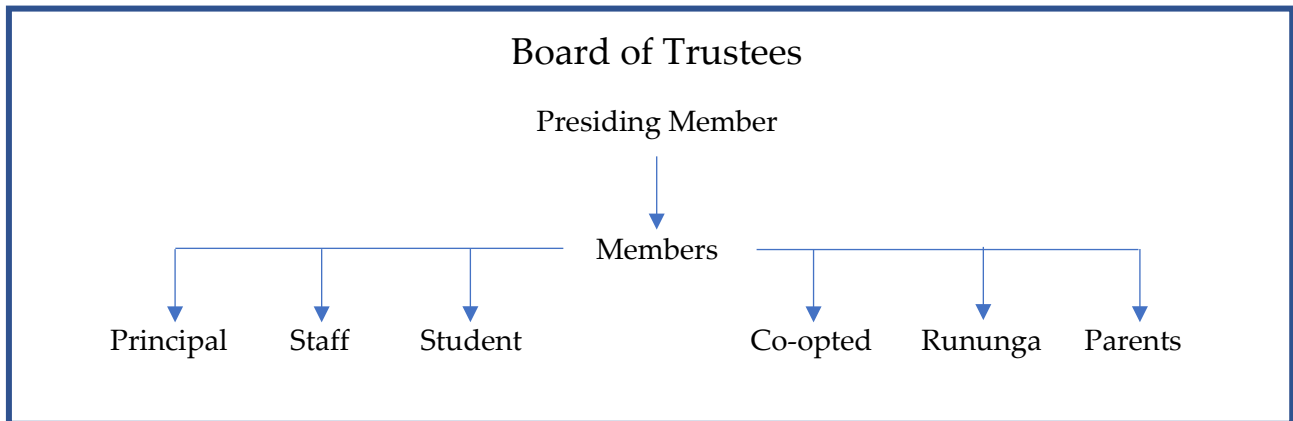 Board of Trustees
Presiding Member
Members
Principal Staff Student Co-opted Rununga Parents